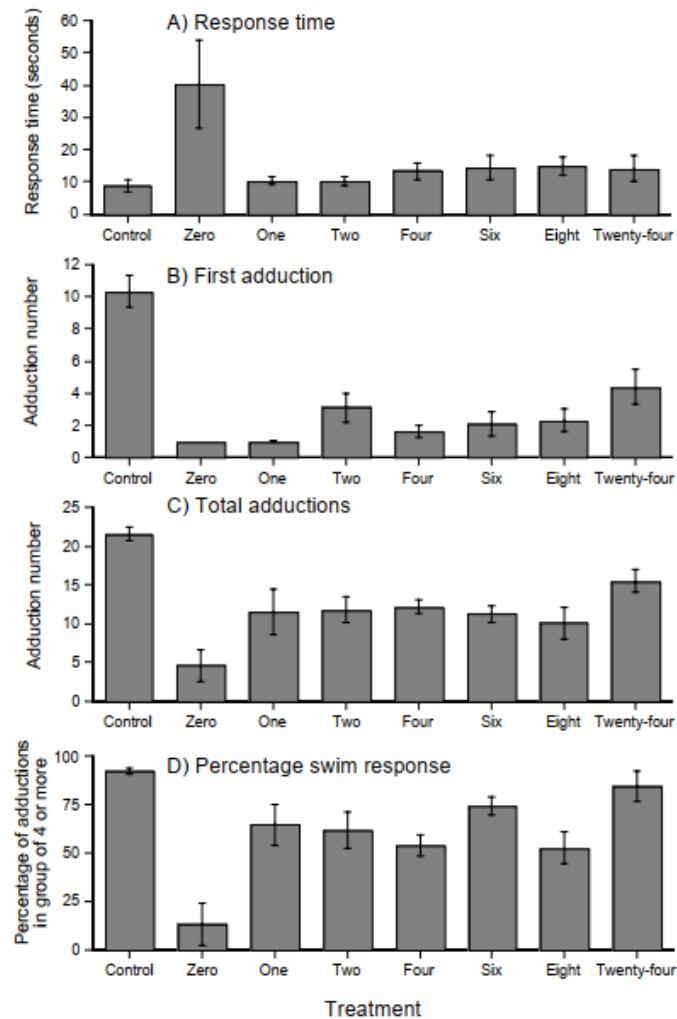 A) Response time
Response time (seconds)
60
50
40
30
20
10
0
Control Zero One Two Four Six Eight Twenty-four
B) First adduction
Adduction number
12
10
8
6
4
2
0
Control Zero One Two Four Six Eight Twenty-four
C) Total adductions
Adduction number
25
20
15
10
5
0
Control Zero One Two Four Six Eight Twenty-four
D) Percentage swim response
Percentage of adductions
in group of 4 or more
100
75
50
25
0
Control Zero One Two Four Six Eight Twenty-four
Treatment